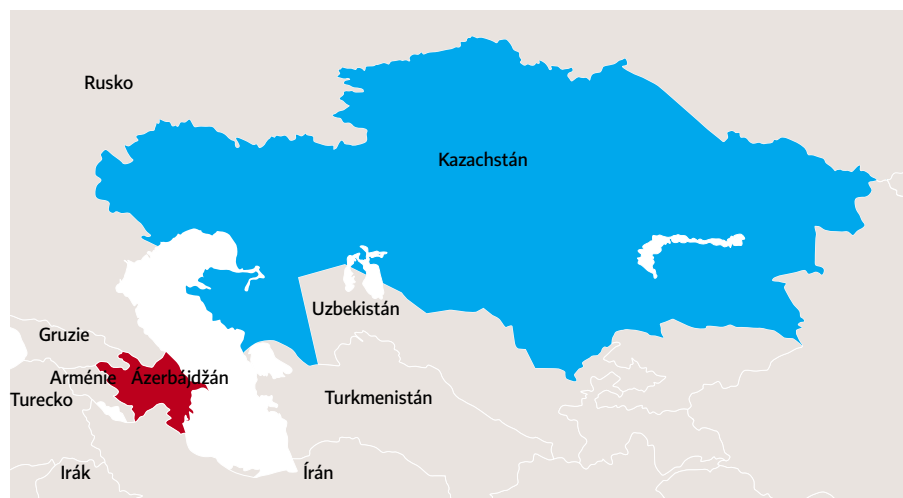 Rusko
Kazachstán
Uzbekistán
Gruzie
Arménie
Ázerbájdžán
Turecko
Turkmenistán
Irák
Írán